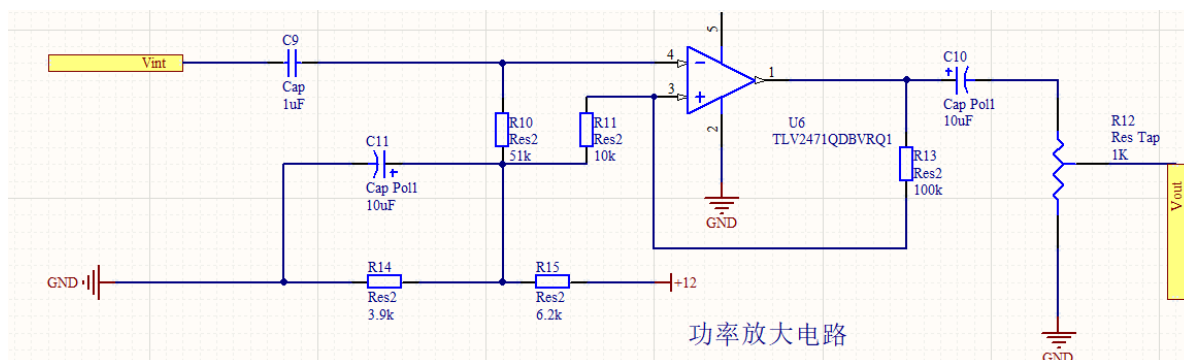 Vint
C9
Cap
1uF
C11
Cap Pol1
10uF
R10
Res2
51k
R11
Res2
10k
4
3
5
2
1
GND
U6
TLV2471QDBVRQ1
R13
Res2
100k
C10
Cap Pol1
10uF
R12
Res Tap
1K
Vout
GND
R14
Res2
3.9k
R15
Res2
6.2k
+12
功率放大电路
GND